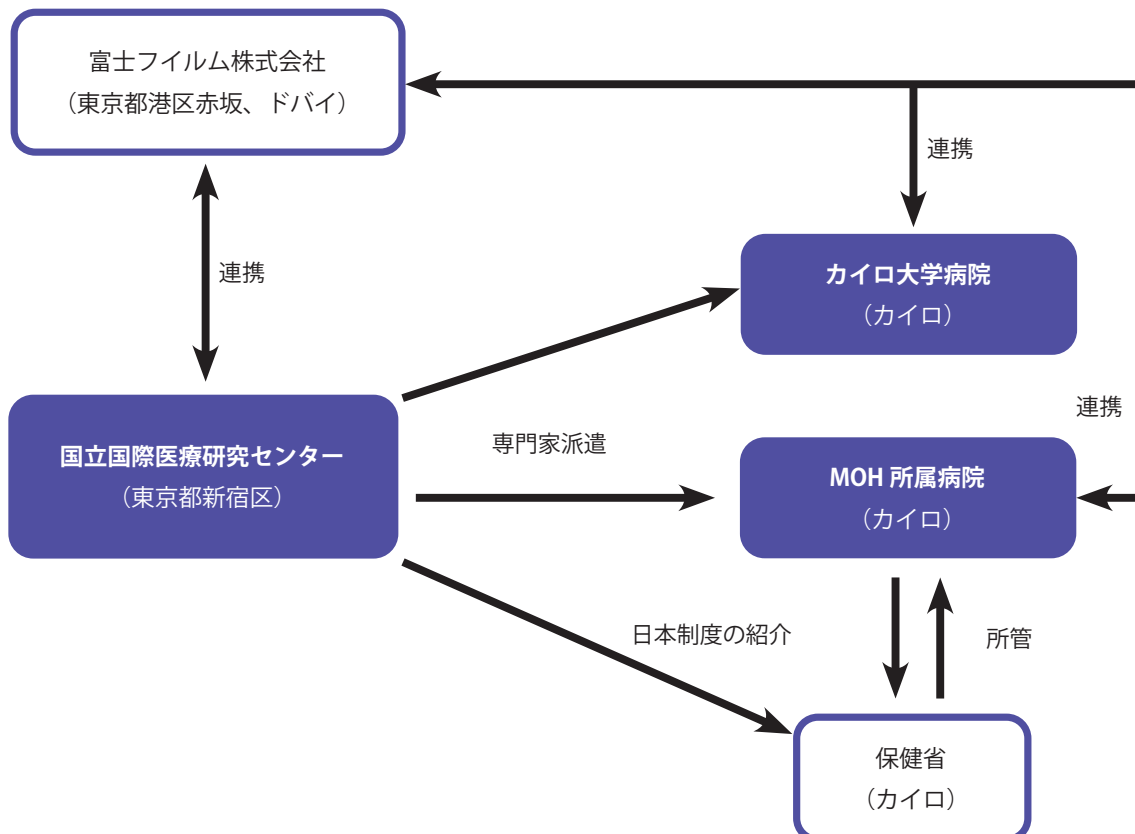 富士フイルム株式会社
（東京都港区赤坂、ドバイ）
連携
連携
カイロ大学病院
（カイロ）
国立国際医療研究センター
（東京都新宿区）
専門家派遣
連携
MOH 所属病院
（カイロ）
日本制度の紹介
所管
保健省
（カイロ）